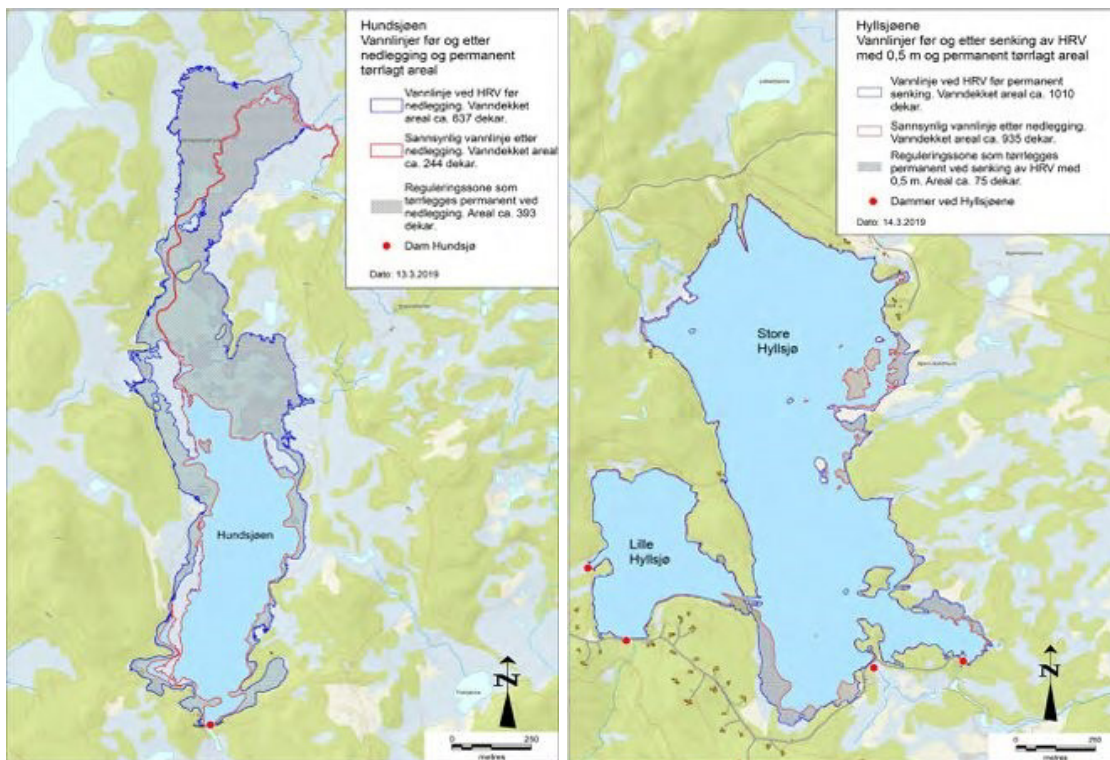 Hundsjøen
Vannlinjer før og etter
nedlegging og permanent
tørrlagt areal
Vannlinje ved HRV før
nedlegging. Vanndekket
areal ca. 637 dekar.
Sannsynlig vannlinje etter
nedlegging. Vanndekket areal
ca. 244 dekar.
Reguleringssone som
tørrlegges permanent ved
nedlegging. Areal ca. 393
dekar.
Dam Hundsjø
Dato: 13.3.2019
Hundsjøen
N
0 250
metres
Hyllsjøene
Vannlinjer før og etter senking av HRV
med 0,5 m og permanent tørrlagt areal
Vannlinje ved HRV før permanent
senking. Vanndekket areal ca. 1010
dekar.
Sannsynlig vannlinje etter nedlegging.
Vanndekket areal ca. 935 dekar.
Reguleringssone som tørrlegges
permanent ved senking av HRV med
0,5 m. Areal ca. 75 dekar.
Dammer ved Hyllsjøene
Dato: 14.3.2019
Store
Hyllsjø
Lille
Hyllsjø
N
0 250
metres